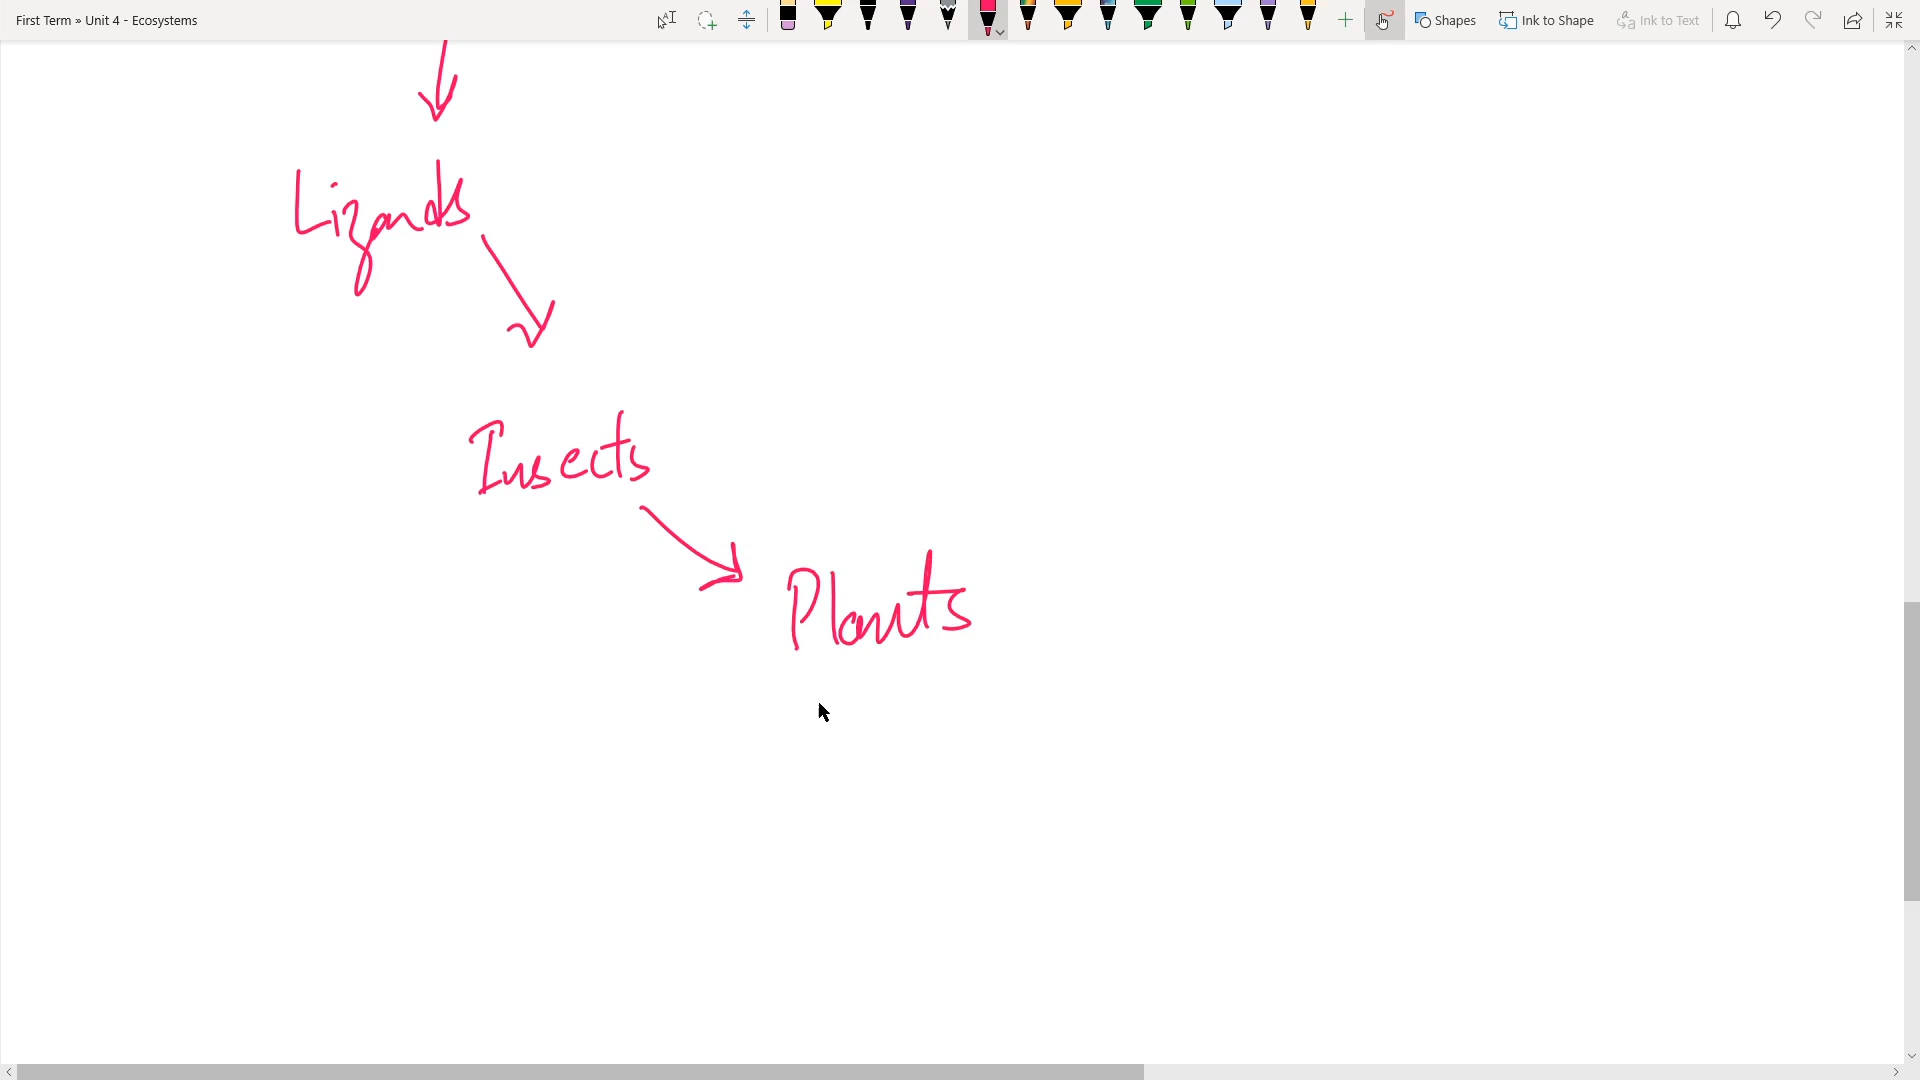 First Term » Unit 4 - Ecosystems
Shapes
Ink to Shape
Ink to Text
Lizards
Insects
Plants